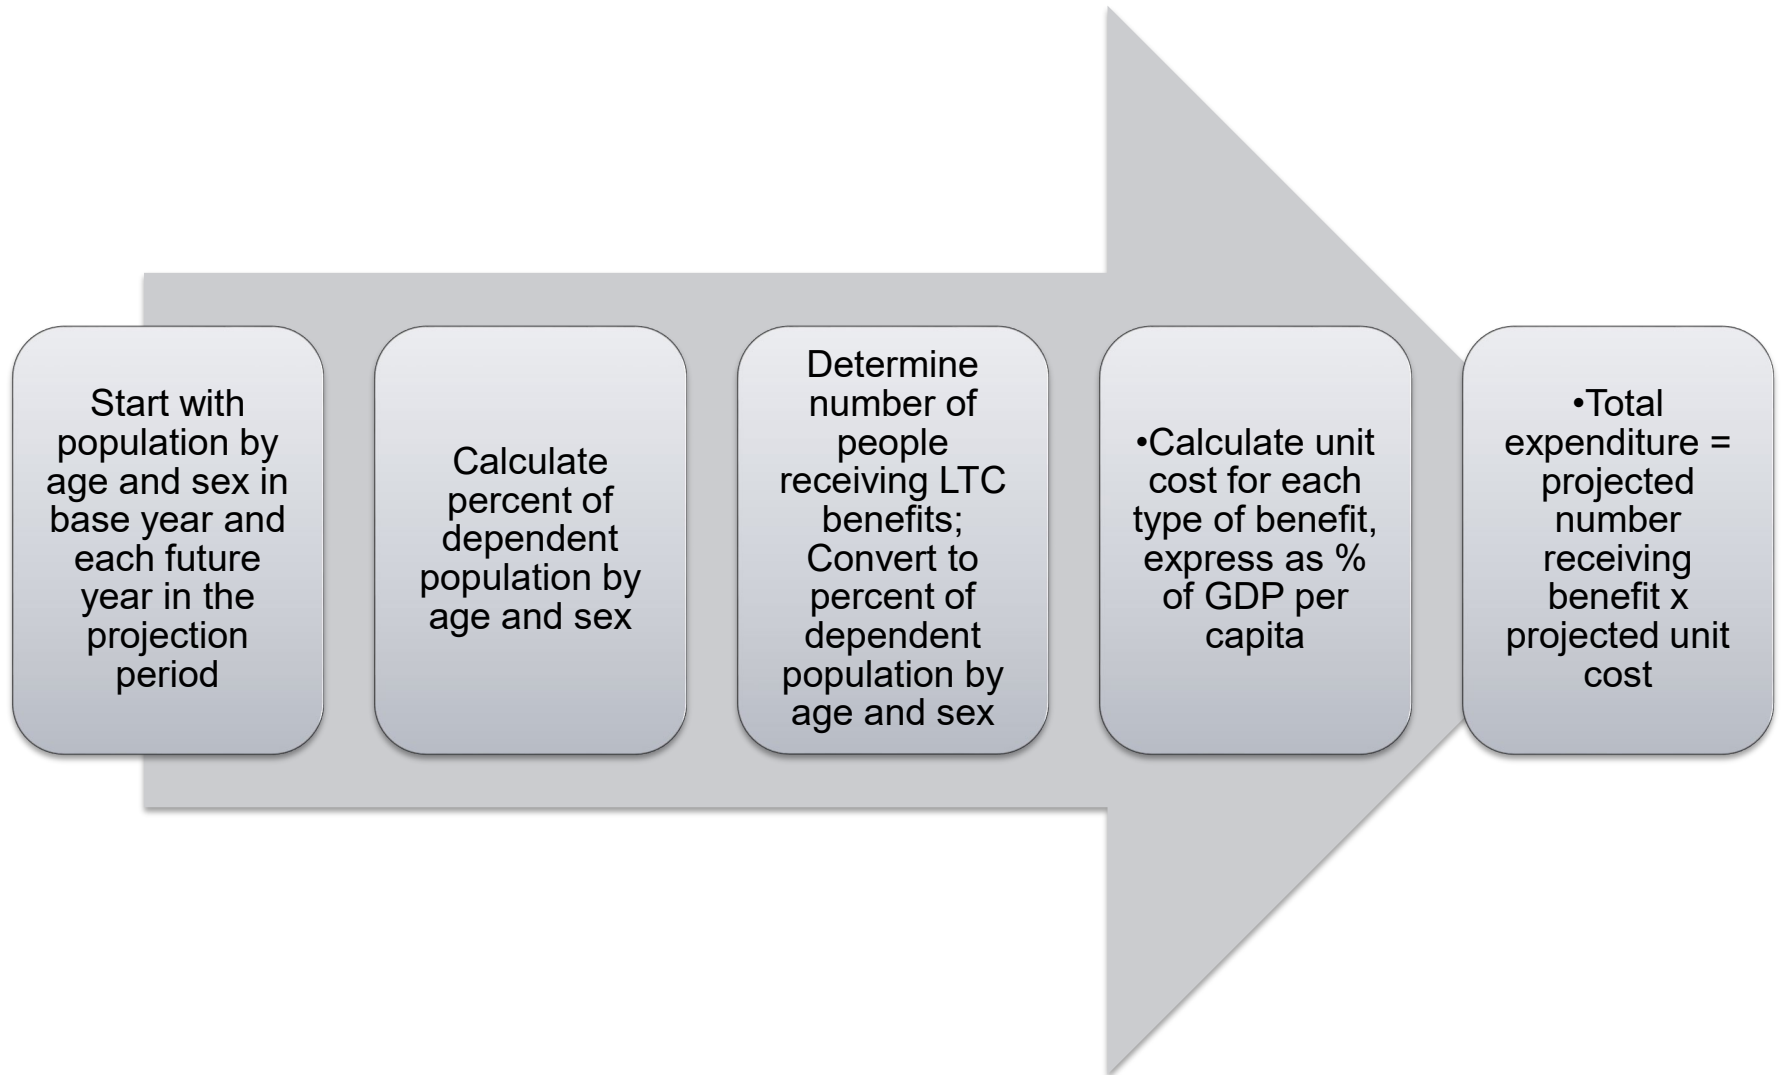 Start with
population by
age and sex in
base year and
each future
year in the
projection
period
Calculate
percent of
dependent
population by
age and sex
Determine
number of
people
receiving LTC
benefits;
Convert to
percent of
dependent
population by
age and sex
•Calculate unit
cost for each
type of benefit,
express as %
of GDP per
capita
•Total
expenditure =
projected
number
receiving
benefit x
projected unit
cost